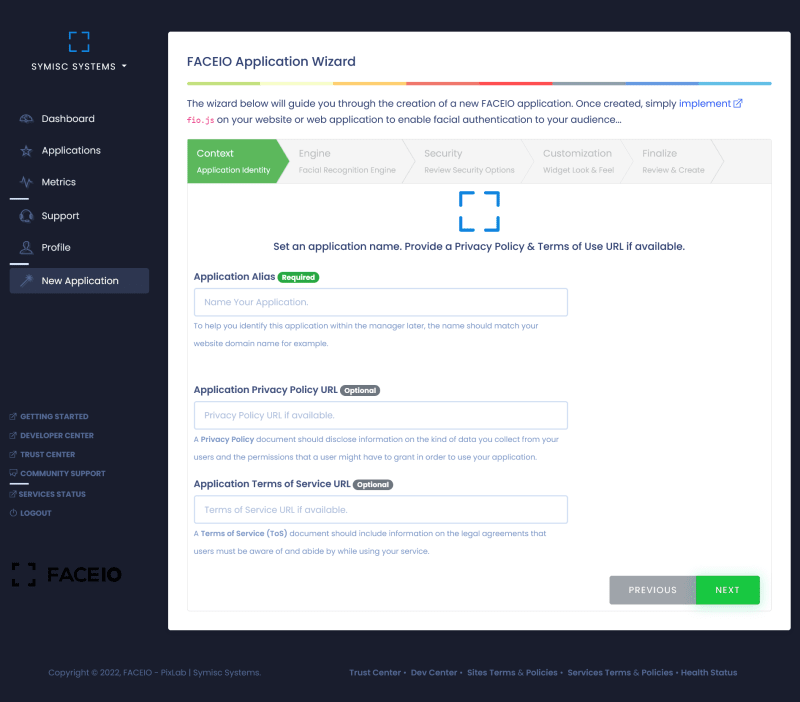 SYMISC SYSTEMS
Dashboard
Applications
Metrics
Support
Profile
New Application
GETTING STARTED
DEVELOPER CENTER
TRUST CENTER
COMMUNITY SUPPORT
SERVICES STATUS
LOGOUT
FACEIO
FACEIO Application Wizard
The wizard below will guide you through the creation of a new FACEIO application. Once created, simply implement
fio.js on your website or web application to enable facial authentication to your audience...
Context
Application Identity
Engine
Facial Recognition Engine
Security
Review Security Options
Customization
Widget Look & Feel
Finalize
Review & Create
Set an application name. Provide a Privacy Policy & Terms of Use URL if available.
Application Alias Required
Name Your Application.
To help you identify this application within the manager later, the name should match your
website domain name for example.
Application Privacy Policy URL Optional
Privacy Policy URL if available.
A Privacy Policy document should disclose information on the kind of data you collect from your
users and the permissions that a user might have to grant in order to use your application.
Application Terms of Service URL Optional
Terms of Service URL if available.
A Terms of Service (ToS) document should include information on the legal agreements that
users must be aware of and abide by while using your service.
PREVIOUS
NEXT
Copyright © 2022, FACEIO - PixLab | Symisc Systems.
Trust Center • Dev Center • Sites Terms & Policies • Services Terms & Policies • Health Status